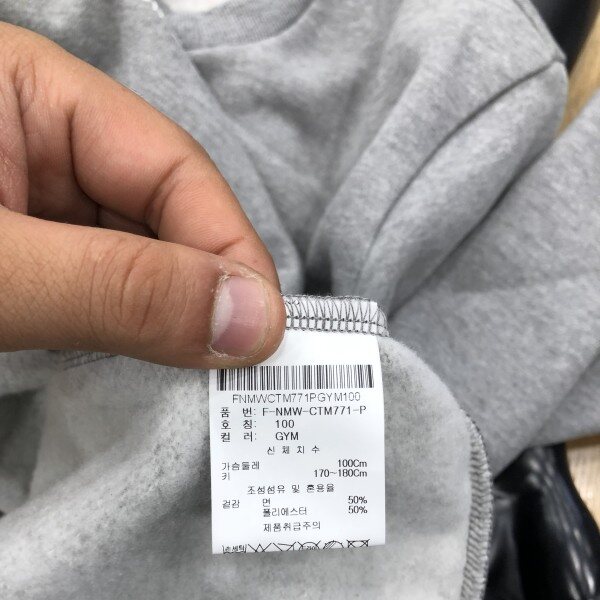 FNMWCTM771PGYM100
품 번: F-NMW-CTM771-P
호 칭: 100
컬 러: GYM
신 체 치 수
가슴둘레 100Cm
키 170~180Cm
조성섬유 및 혼용율
겉감 면 50%
폴리에스터 50%
제품취급주의